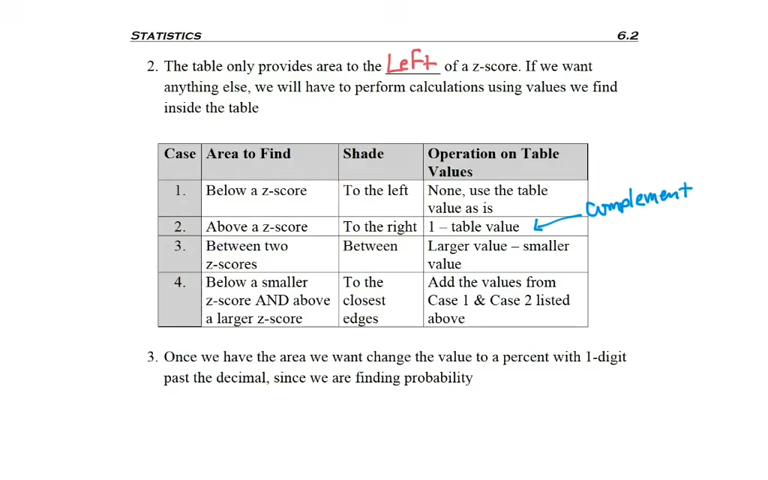 STATISTICS 6.2
2. The table only provides area to the Left of a z-score. If we want
anything else, we will have to perform calculations using values we find
inside the table
Case Area to Find Shade Operation on Table
Values
1. Below a z-score To the left None, use the table
value as is
2. Above a z-score To the right 1 – table value
complement
3. Between two Between Larger value – smaller
z-scores value
4. Below a smaller To the Add the values from
z-score AND above closest Case 1 & Case 2 listed
a larger z-score edges above
3. Once we have the area we want change the value to a percent with 1-digit
past the decimal, since we are finding probability